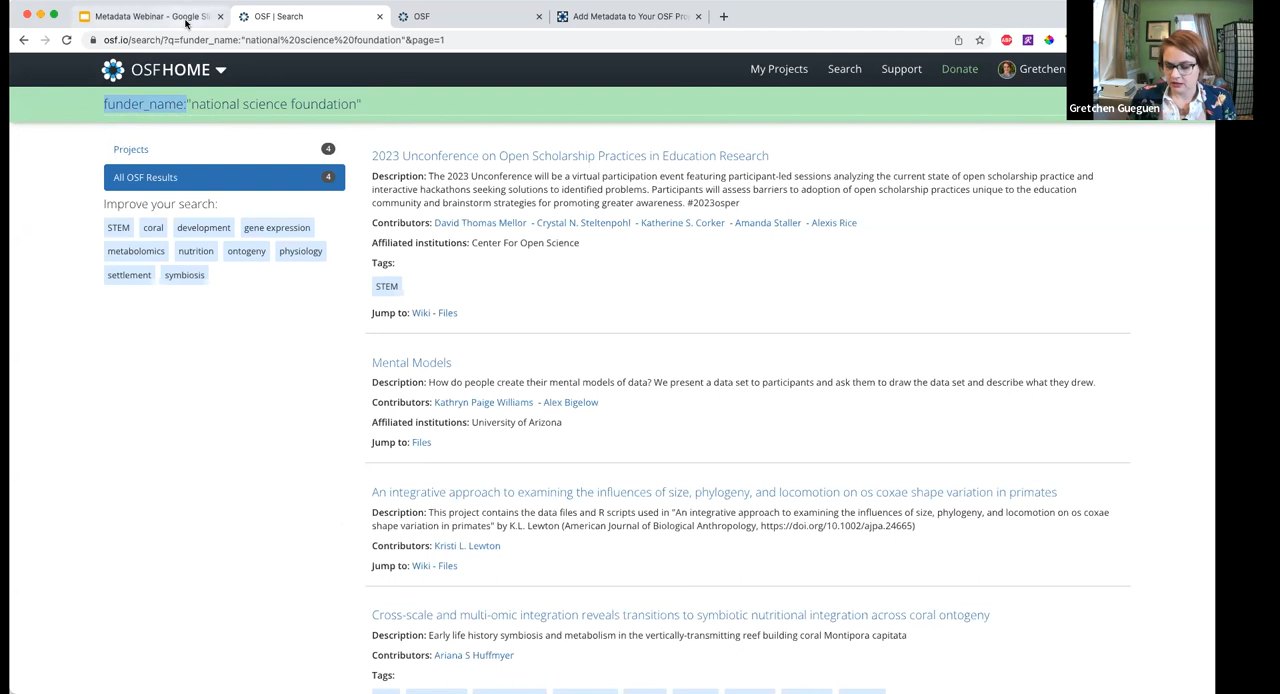 Metadata Webinar - Google Sl
OSF | Search
OSF
Add Metadata to Your OSF Pro
osf.io/search/?q=funder_name:"national%20science%20foundation"&page=1
ABP
OSFHOME
My Projects
Search
Support
Donate
Gretchen
Gretchen Gueguen
funder_name:"national science foundation"
Projects 4
All OSF Results 4
Improve your search:
STEM coral development gene expression
metabolomics nutrition ontogeny physiology
settlement symbiosis
2023 Unconference on Open Scholarship Practices in Education Research
Description: The 2023 Unconference will be a virtual participation event featuring participant-led sessions analyzing the current state of open scholarship practice and
interactive hackathons seeking solutions to identified problems. Participants will assess barriers to adoption of open scholarship practices unique to the education
community and brainstorm strategies for promoting greater awareness. #2023osper
Contributors: David Thomas Mellor - Crystal N. Steltenpohl - Katherine S. Corker - Amanda Staller - Alexis Rice
Affiliated institutions: Center For Open Science
Tags:
STEM
Jump to: Wiki - Files
Mental Models
Description: How do people create their mental models of data? We present a data set to participants and ask them to draw the data set and describe what they drew.
Contributors: Kathryn Paige Williams - Alex Bigelow
Affiliated institutions: University of Arizona
Jump to: Files
An integrative approach to examining the influences of size, phylogeny, and locomotion on os coxae shape variation in primates
Description: This project contains the data files and R scripts used in "An integrative approach to examining the influences of size, phylogeny, and locomotion on os coxae
shape variation in primates" by K.L. Lewton (American Journal of Biological Anthropology, https://doi.org/10.1002/ajpa.24665)
Contributors: Kristi L. Lewton
Jump to: Wiki - Files
Cross-scale and multi-omic integration reveals transitions to symbiotic nutritional integration across coral ontogeny
Description: Early life history symbiosis and metabolism in the vertically-transmitting reef building coral Montipora capitata
Contributors: Ariana S Huffmyer
Tags: